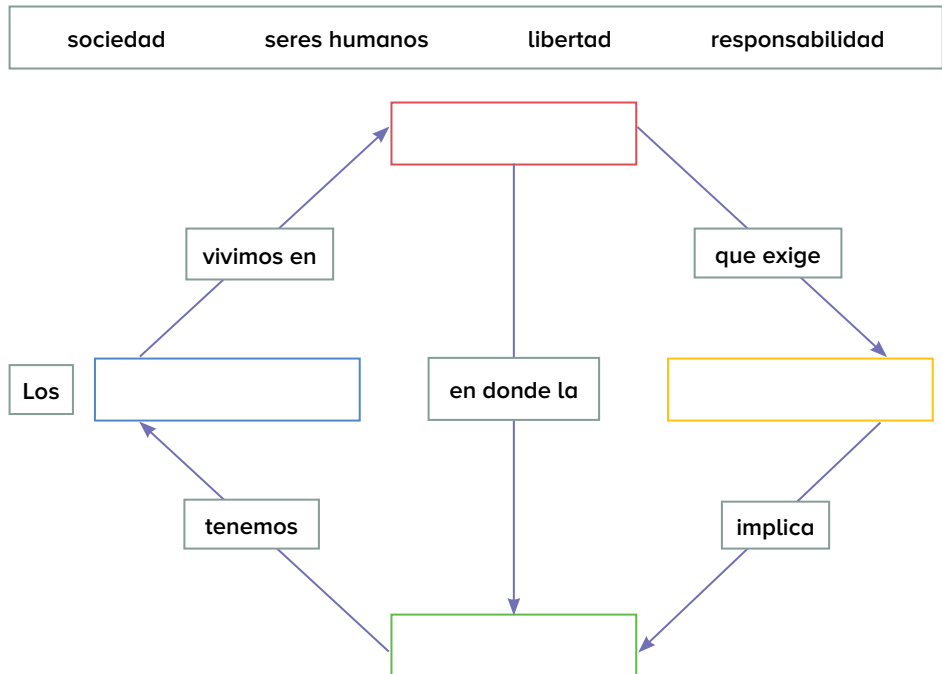 sociedad seres humanos libertad responsabilidad
vivimos en
que exige
Los
en donde la
tenemos
implica